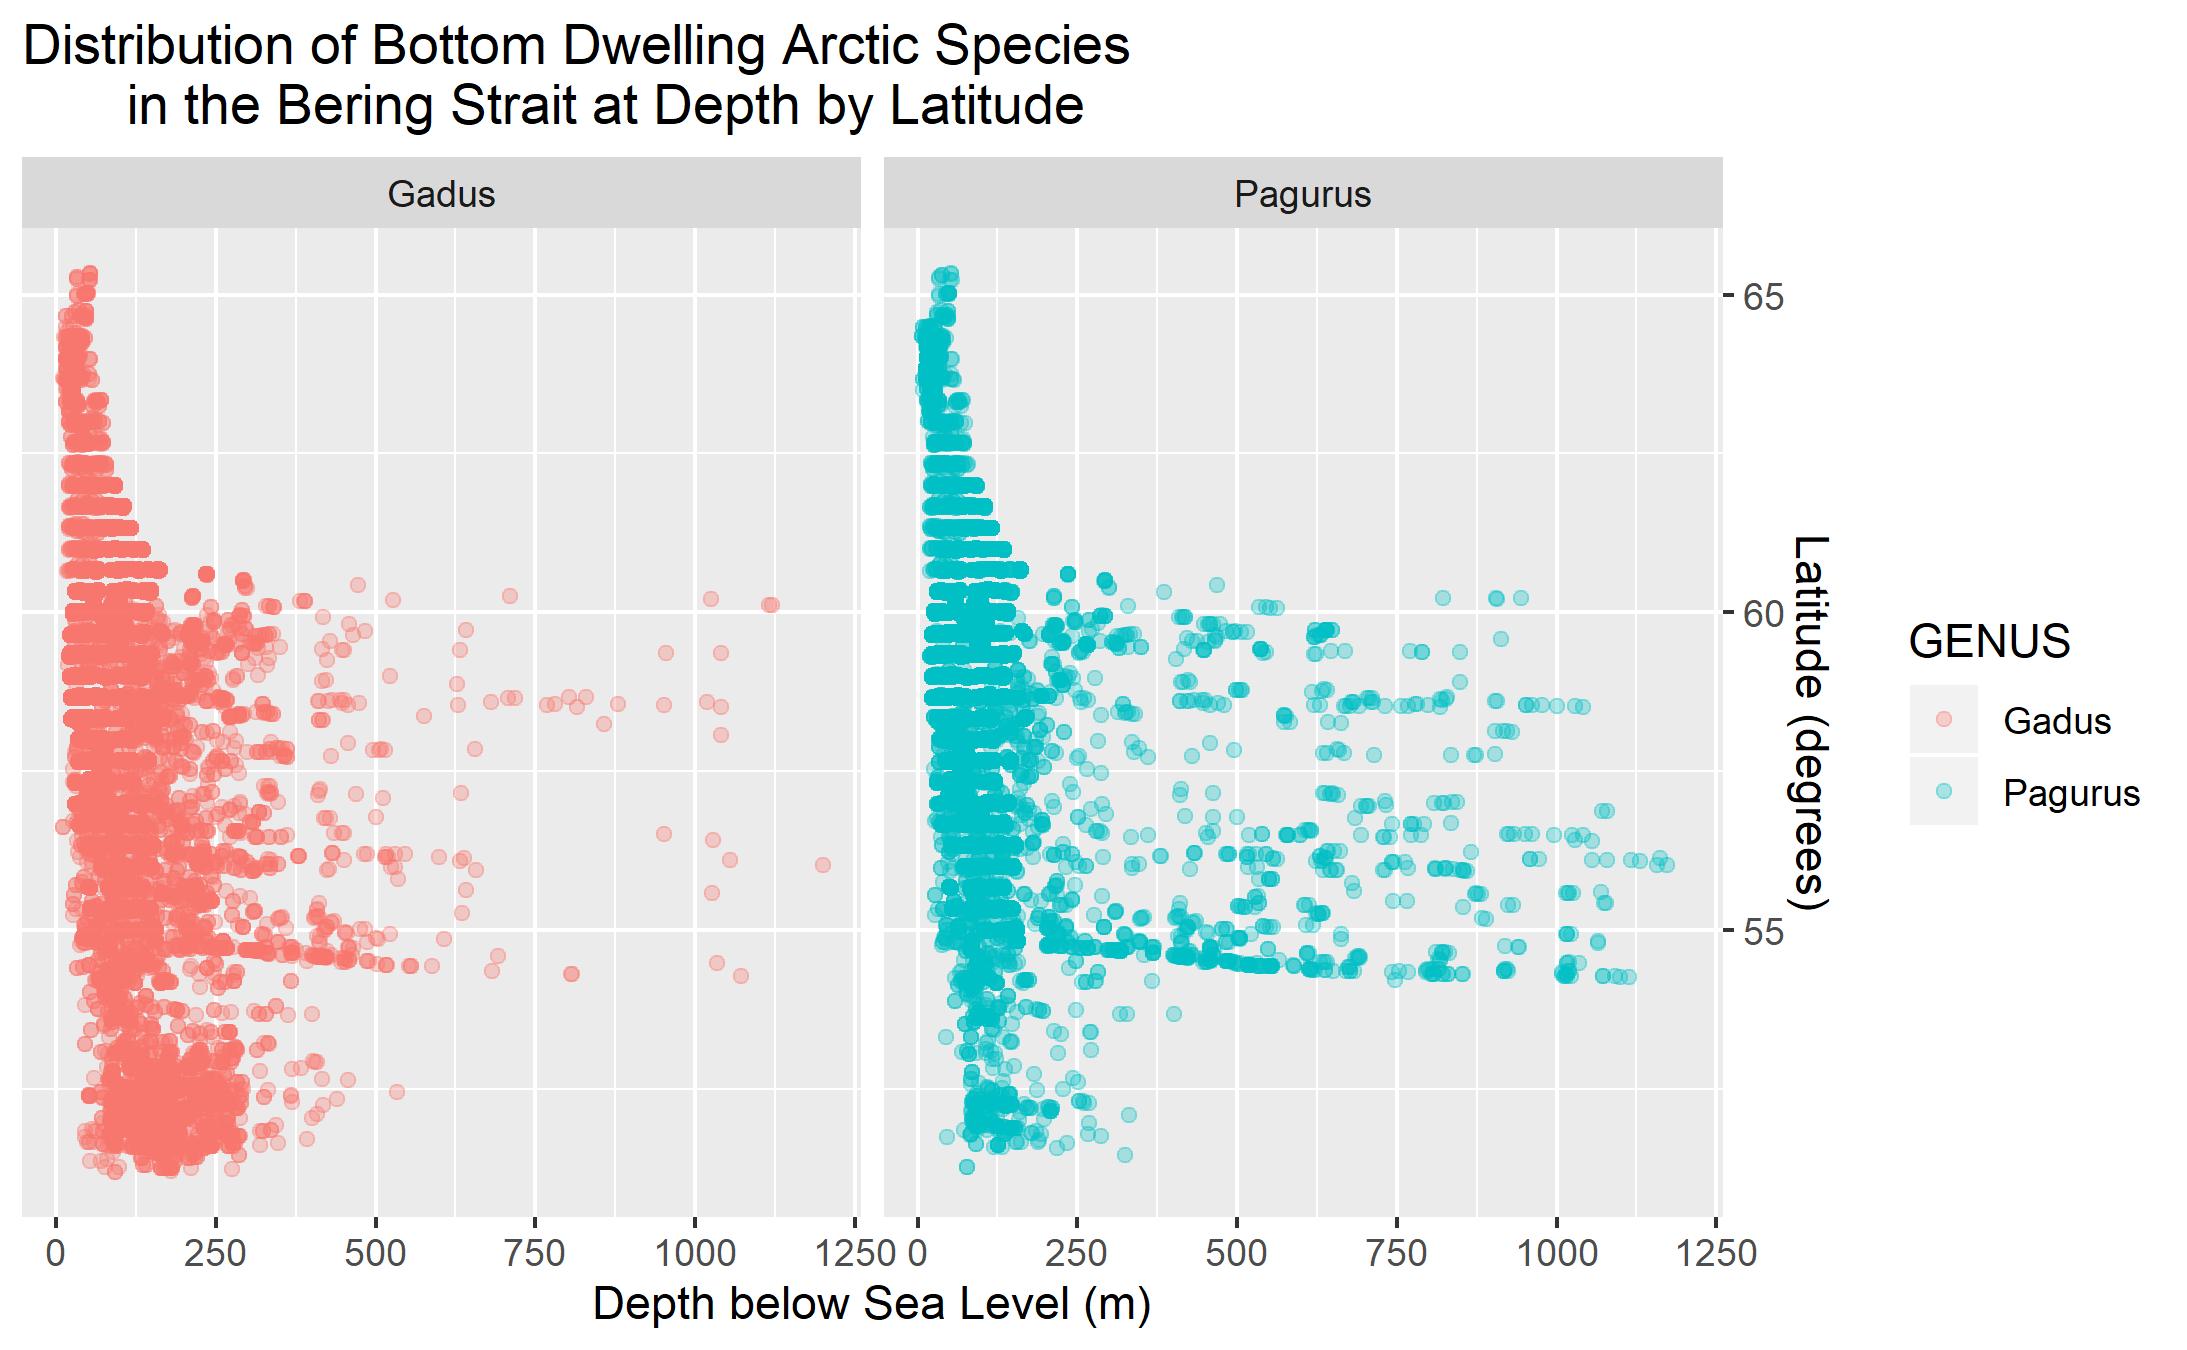 Distribution of Bottom Dwelling Arctic Species
in the Bering Strait at Depth by Latitude
Gadus
Pagurus
65
60
55
Latitude (degrees)
0 250 500 750 1000 1250 0 250 500 750 1000 1250
Depth below Sea Level (m)
GENUS
Gadus
Pagurus